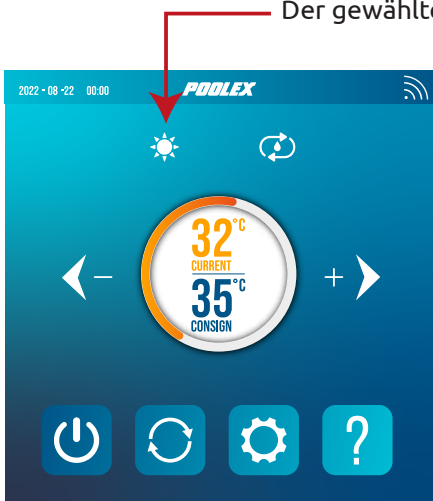 Der gewählte
2022 - 08 -22 00:00 POOLEX
32°C
CURRENT
35°C
CONSIGN
- +
?